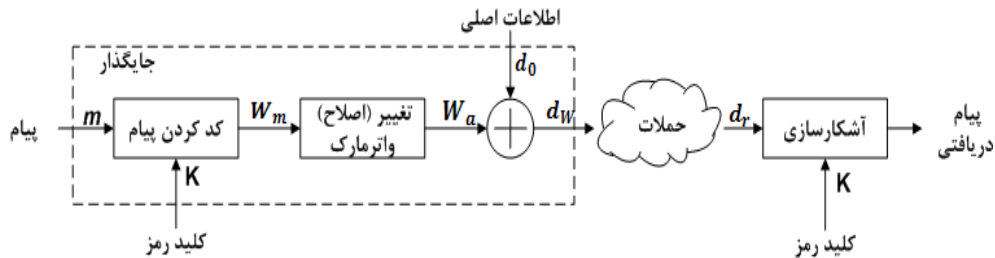 اطلاعات اصلی
جایگذار
d₀
پیام
m
کد کردن پیام
Wₘ
تغییر (اصلاح)
واترمارک
Wₐ
d_W
حملات
dᵣ
آشکارسازی
پیام
دریافتی
K
کلید رمز
K
کلید رمز